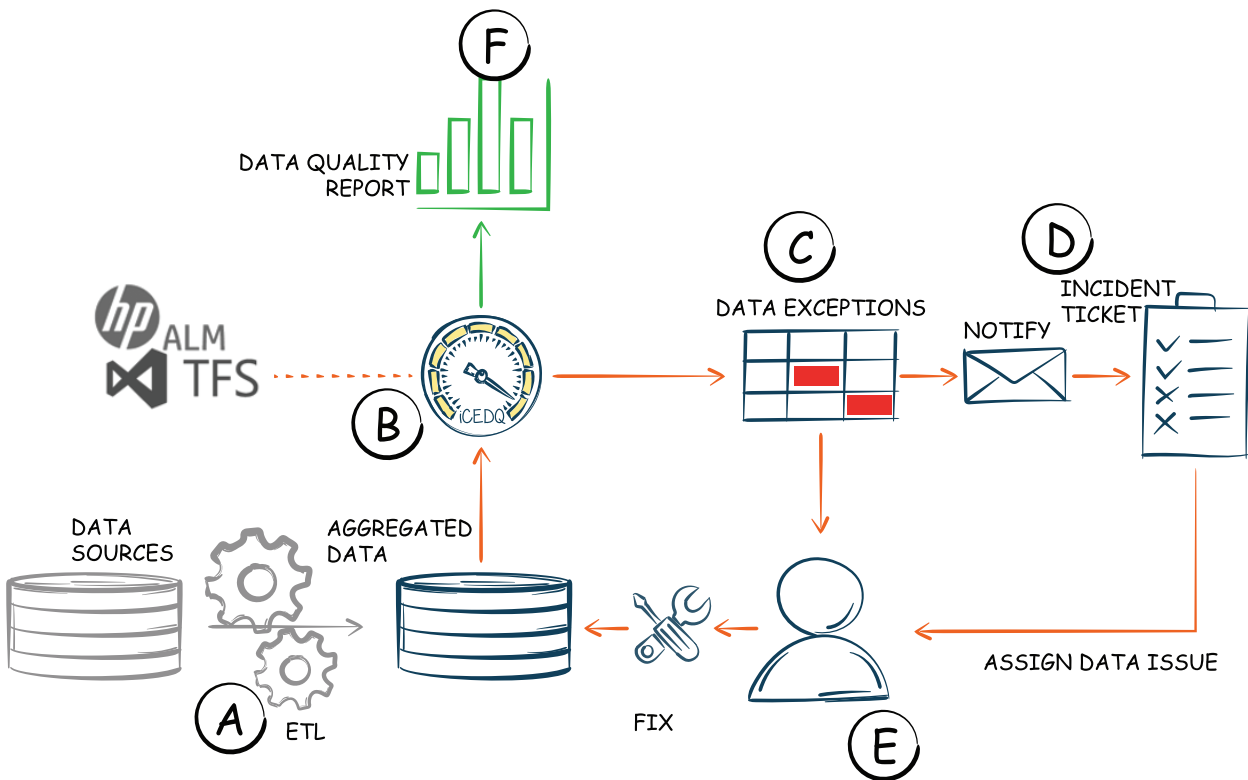 F
DATA QUALITY
REPORT
C
D
DATA EXCEPTIONS
INCIDENT
TICKET
NOTIFY
hp
ALM
TFS
B
iCEDQ
DATA
SOURCES
AGGREGATED
DATA
A
ETL
FIX
E
ASSIGN DATA ISSUE